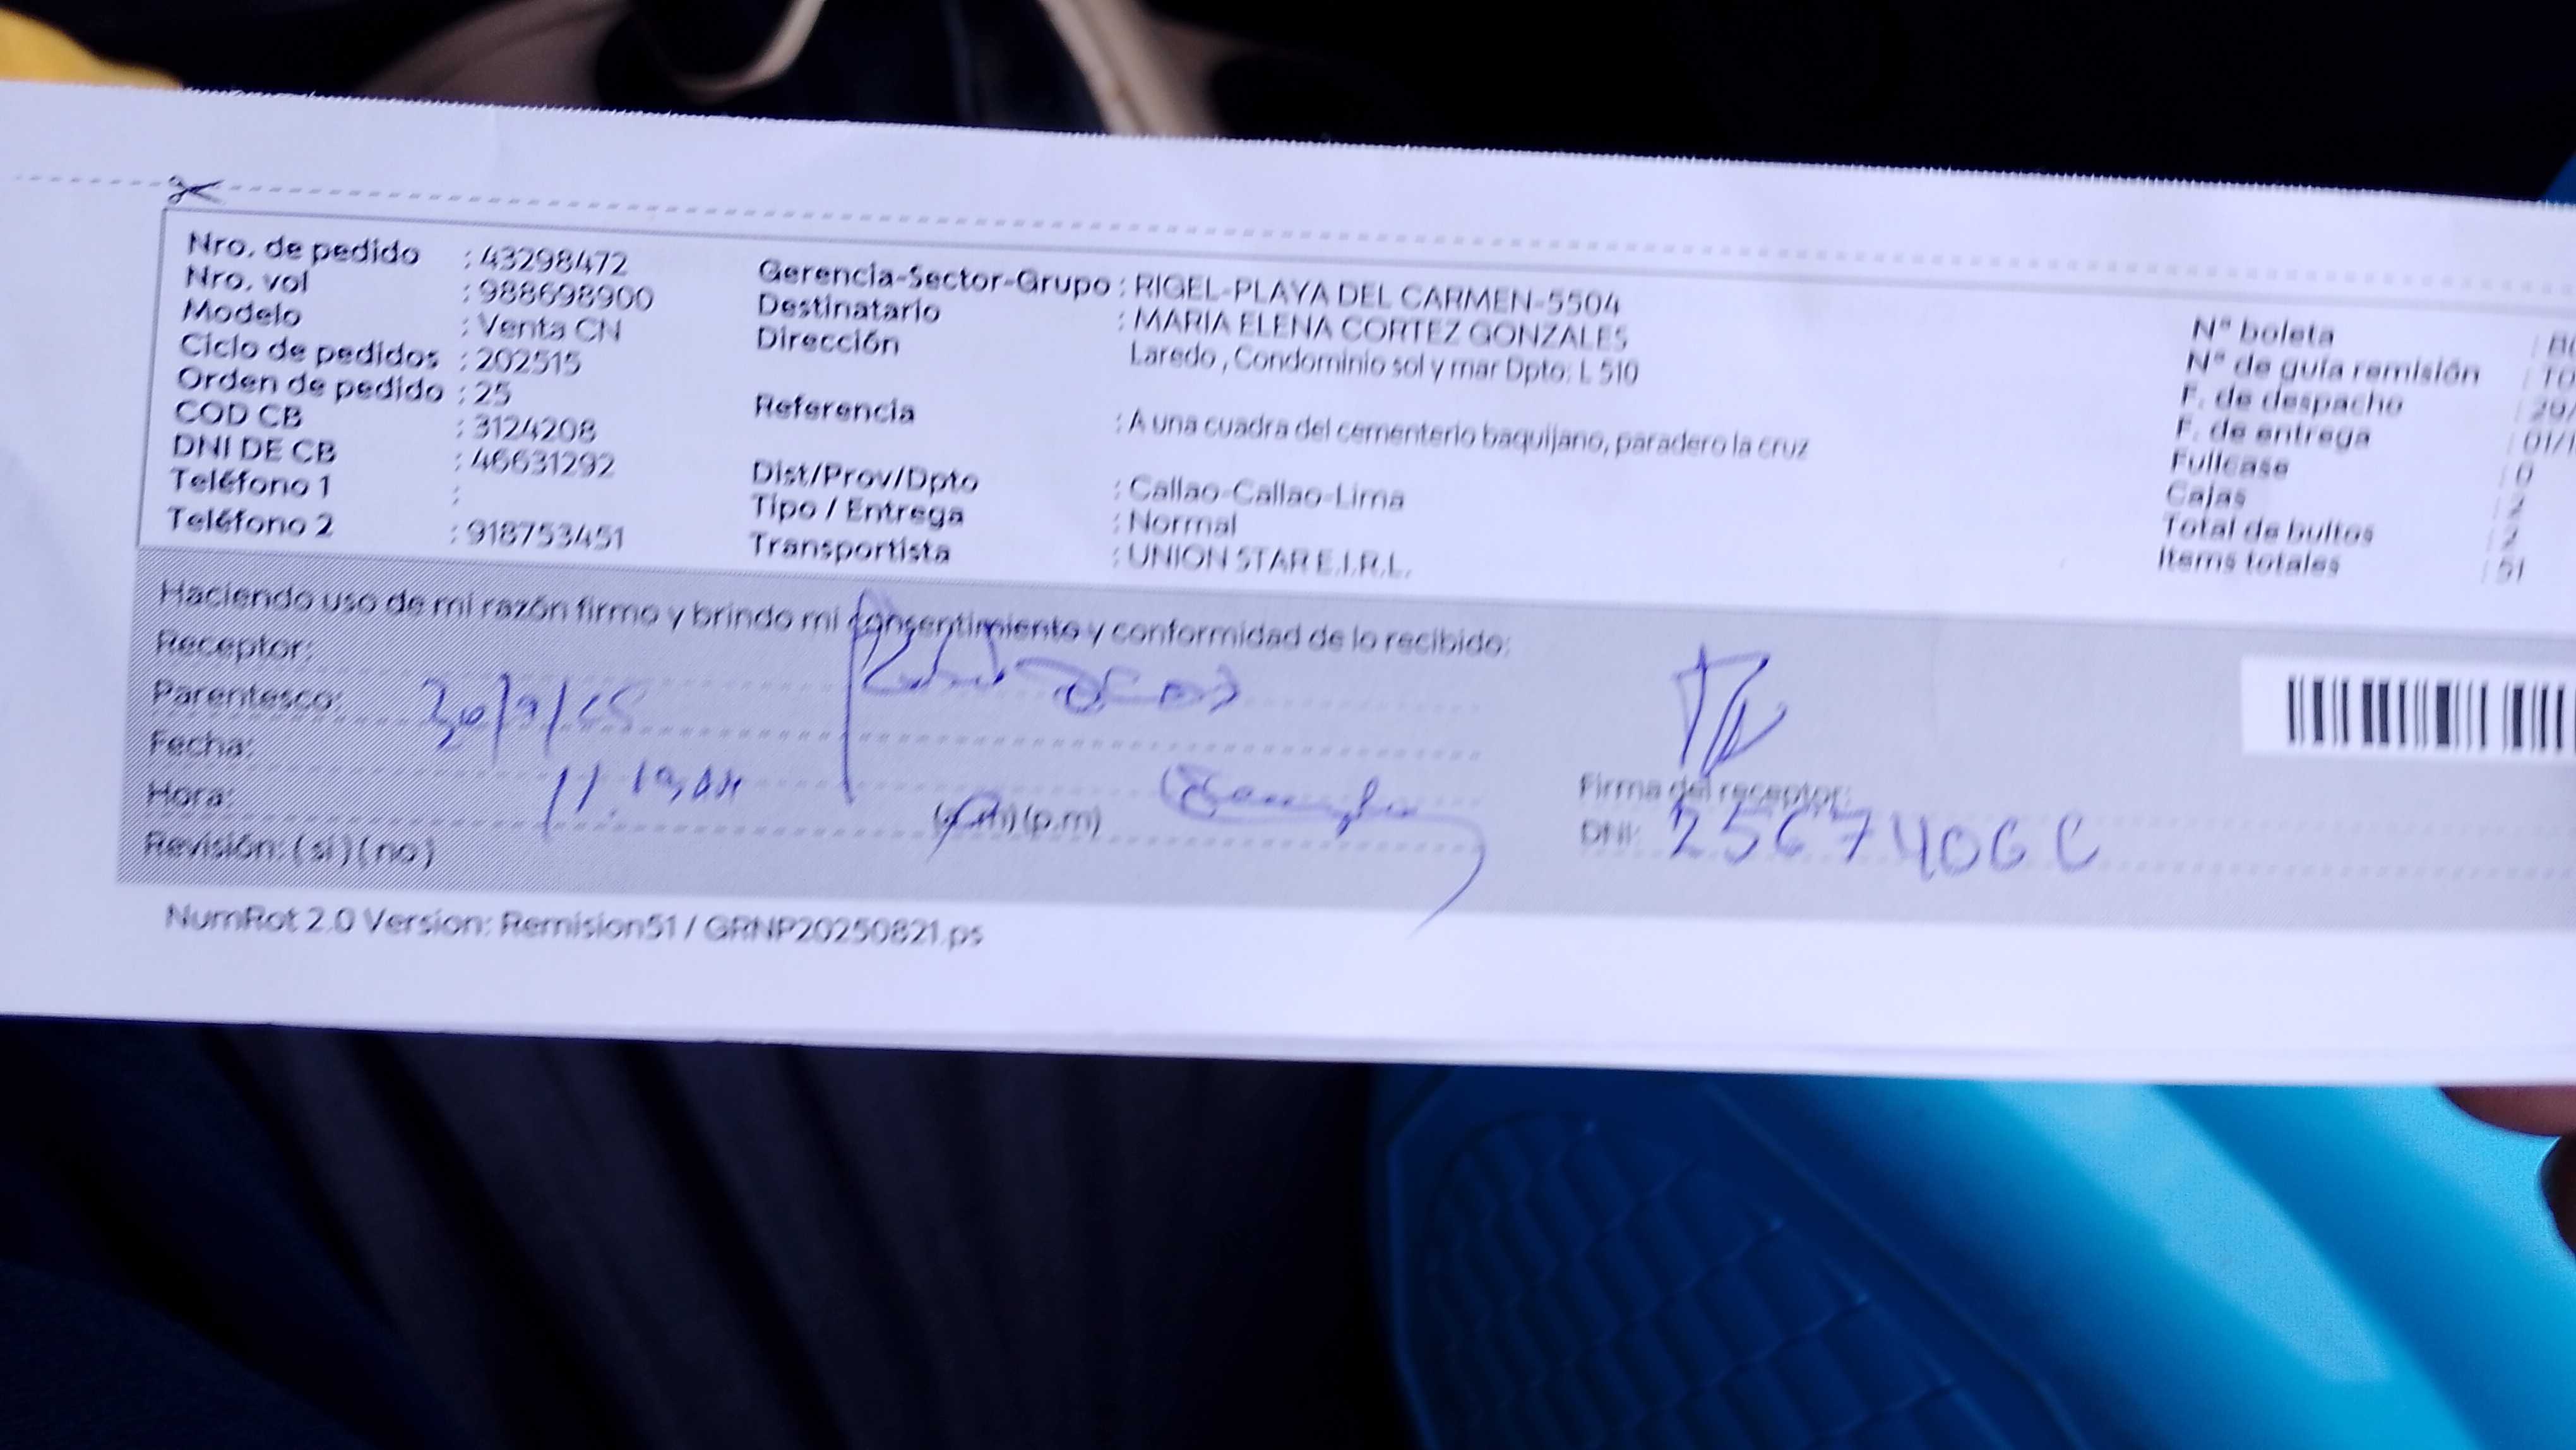 Nro. de pedido : 43298472
Nro. vol : 988698900
Modelo : Venta CN
Ciclo de pedidos : 202515
Orden de pedido : 25
COD CB : 3124208
DNI DE CB : 46631292
Teléfono 1 :
Teléfono 2 : 918753451
Gerencia-Sector-Grupo : RIGEL-PLAYA DEL CARMEN-5504
Destinatario : MARIA ELENA CORTEZ GONZALES
Dirección Laredo , Condominio sol y mar Dpto: L 510
Referencia : A una cuadra del cementerio baquijano, paradero la cruz
Dist/Prov/Dpto : Callao-Callao-Lima
Tipo / Entrega : Normal
Transportista : UNION STAR E.I.R.L.
N° boleta :
N° de guía remisión :
F. de despacho :
F. de entrega : 01/
Fullcase : 0
Cajas : 2
Total de bultos : 2
Items totales : 51
Haciendo uso de mi razón firmo y brindo mi consentimiento y conformidad de lo recibido:
Receptor:
Parentesco:
Fecha:
Hora: (a.m) (p.m)
Revisión: ( si ) ( no )
Firma del receptor:
DNI:
NumRot 2.0 Version: Remision51 / GRNP20250821.ps